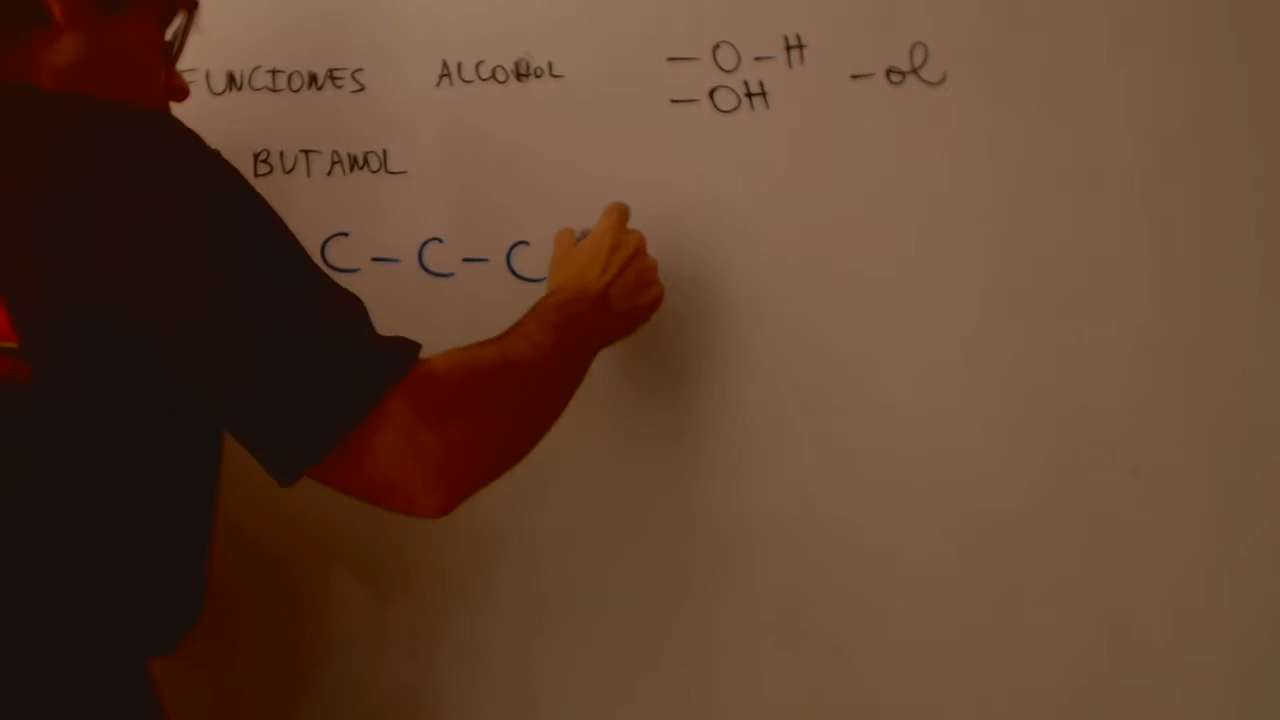 FUNCIONES ALCOHOL – O – H – ol
– OH
BUTANOL
C – C – C